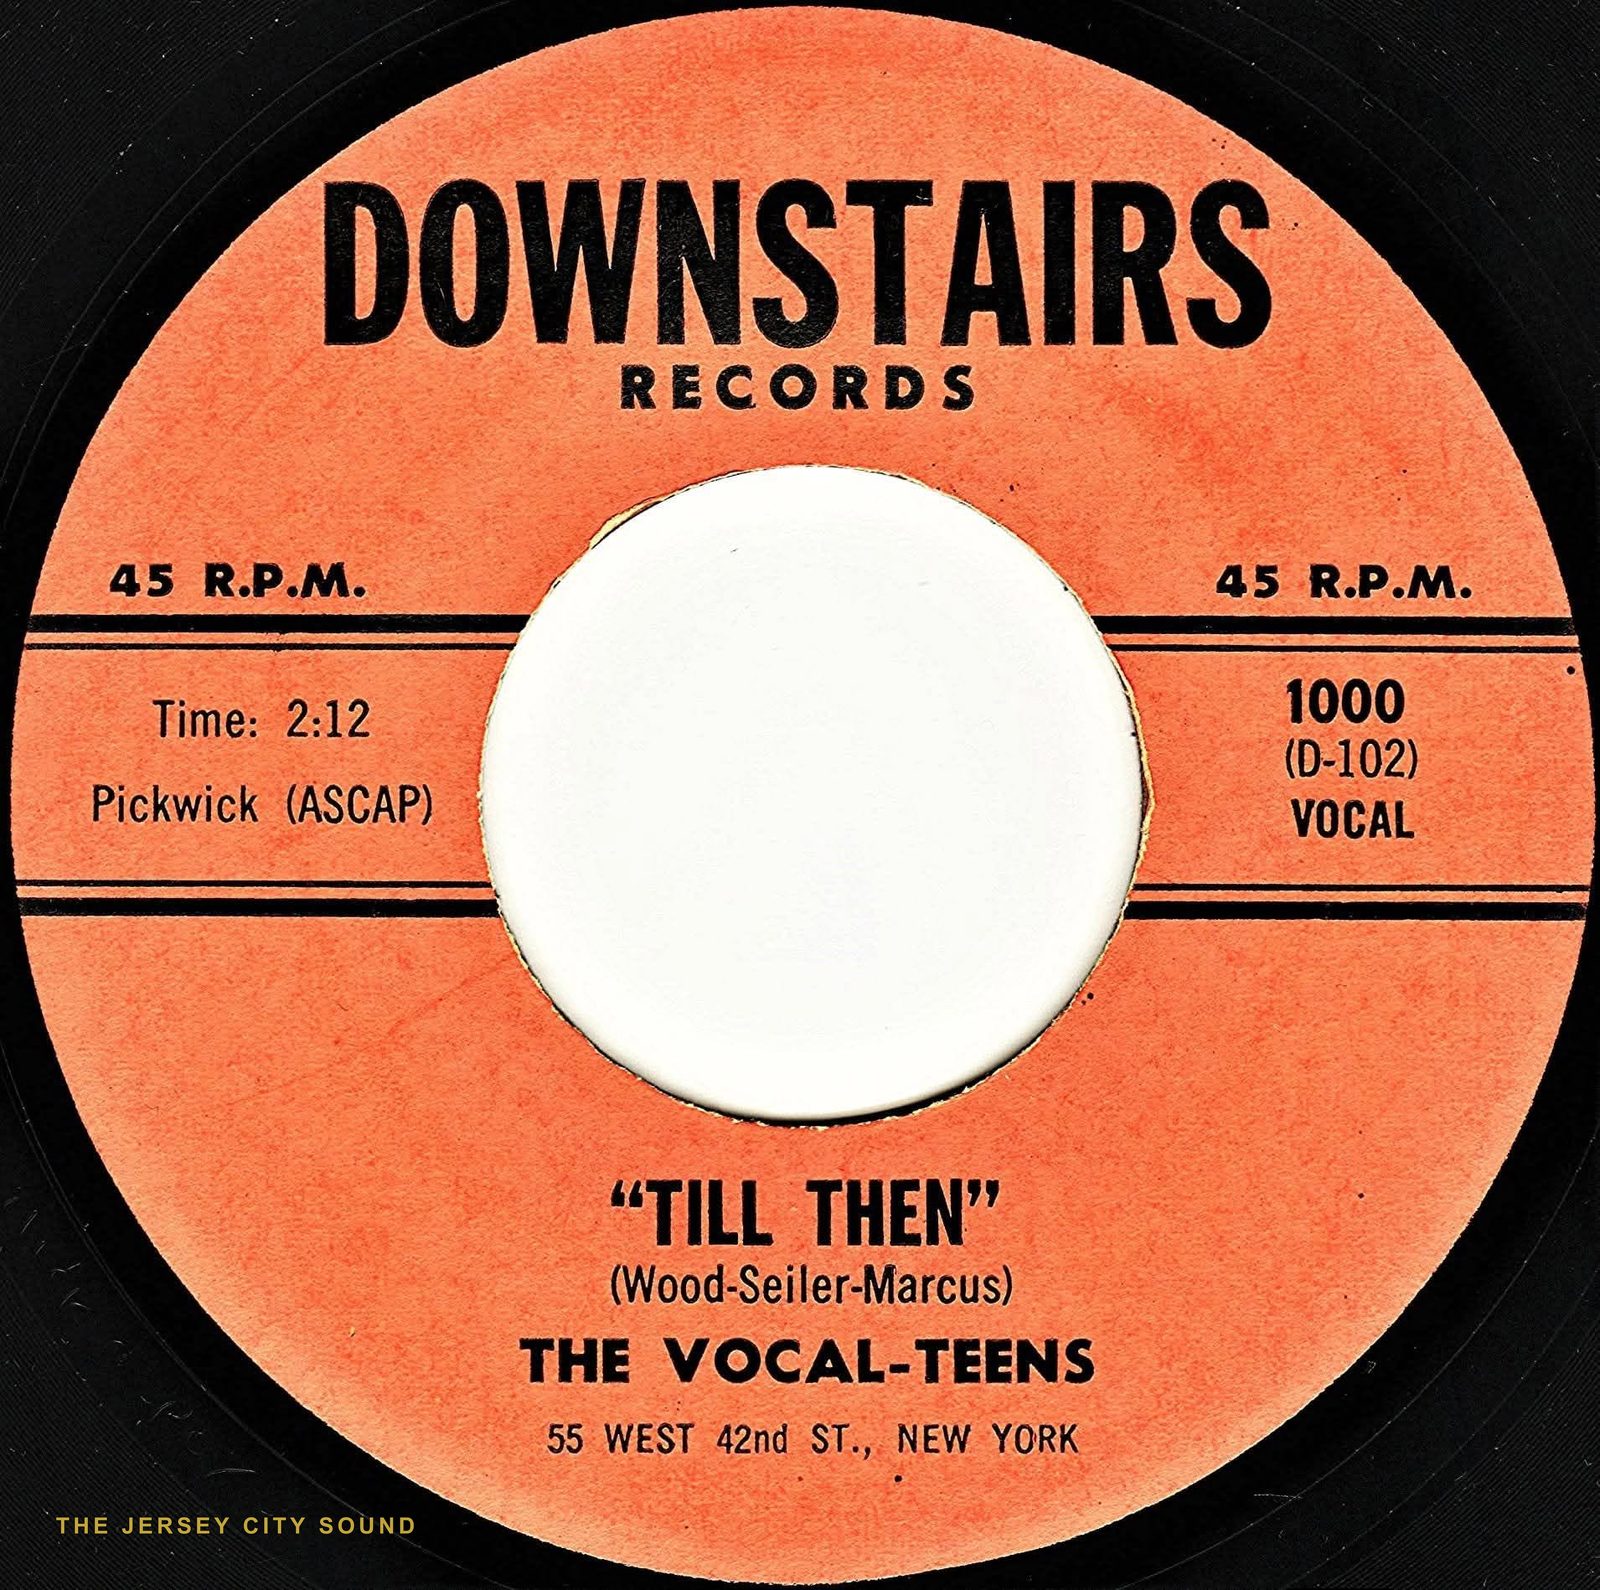 DOWNSTAIRS
RECORDS
45 R.P.M.
45 R.P.M.
Time: 2:12
Pickwick (ASCAP)
1000
(D-102)
VOCAL
“TILL THEN”
(Wood-Seiler-Marcus)
THE VOCAL-TEENS
55 WEST 42nd ST., NEW YORK
THE JERSEY CITY SOUND